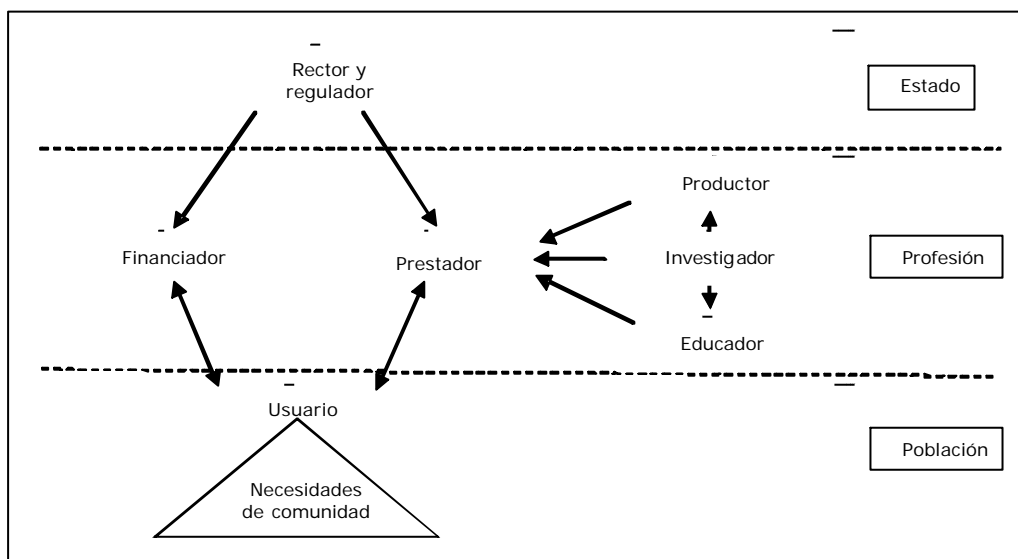 Rector y
regulador
Estado
Productor
Financiador
Prestador
Investigador
Profesión
Educador
Usuario
Población
Necesidades
de comunidad